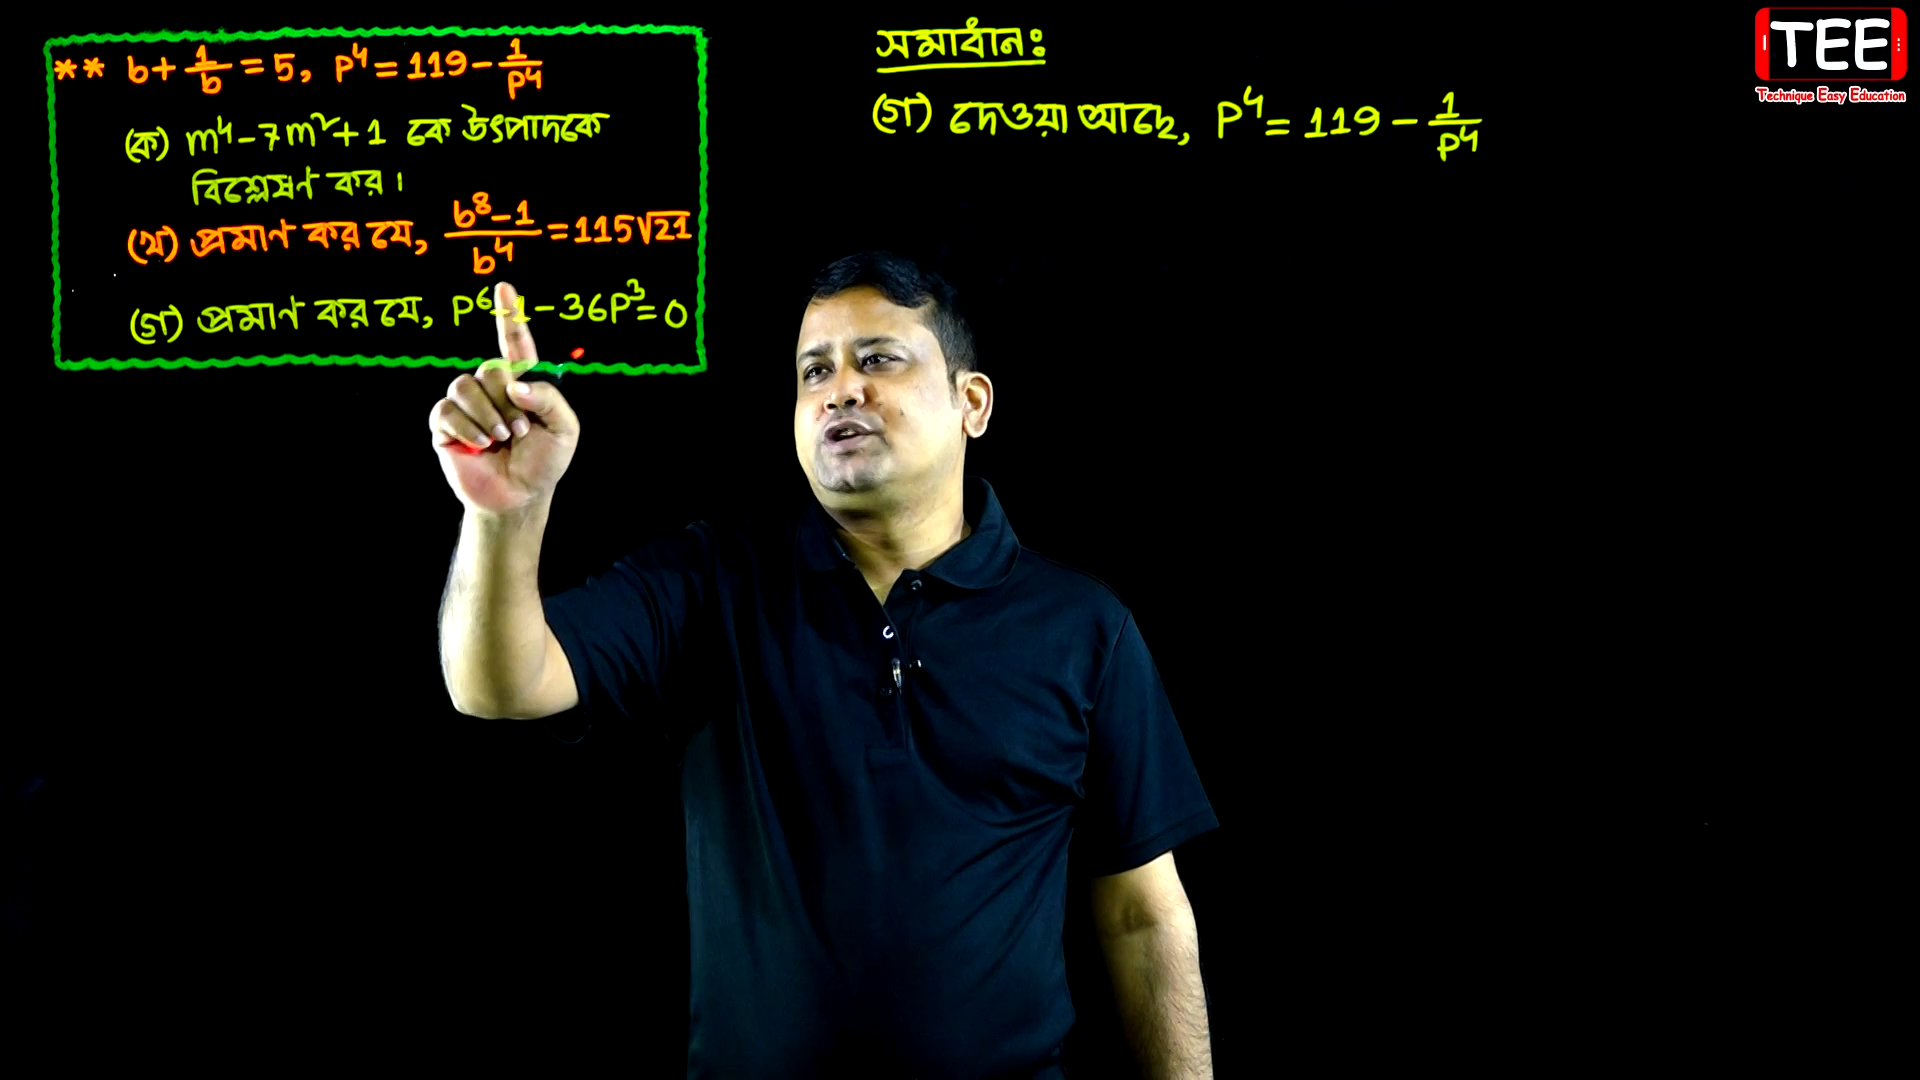 ** b + 1/b = 5, P⁴ = 119 - 1/P⁴
(ক) m⁴ - 7m² + 1 কে উৎপাদকে
বিশ্লেষণ কর।
(খ) প্রমাণ কর যে, b⁸-1/b⁴ = 115√21
(গ) প্রমাণ কর যে, P⁶-1-36P³=0
সমাধান:
(গ) দেওয়া আছে, P⁴ = 119 - 1/P⁴
TEE
Technique Easy Education